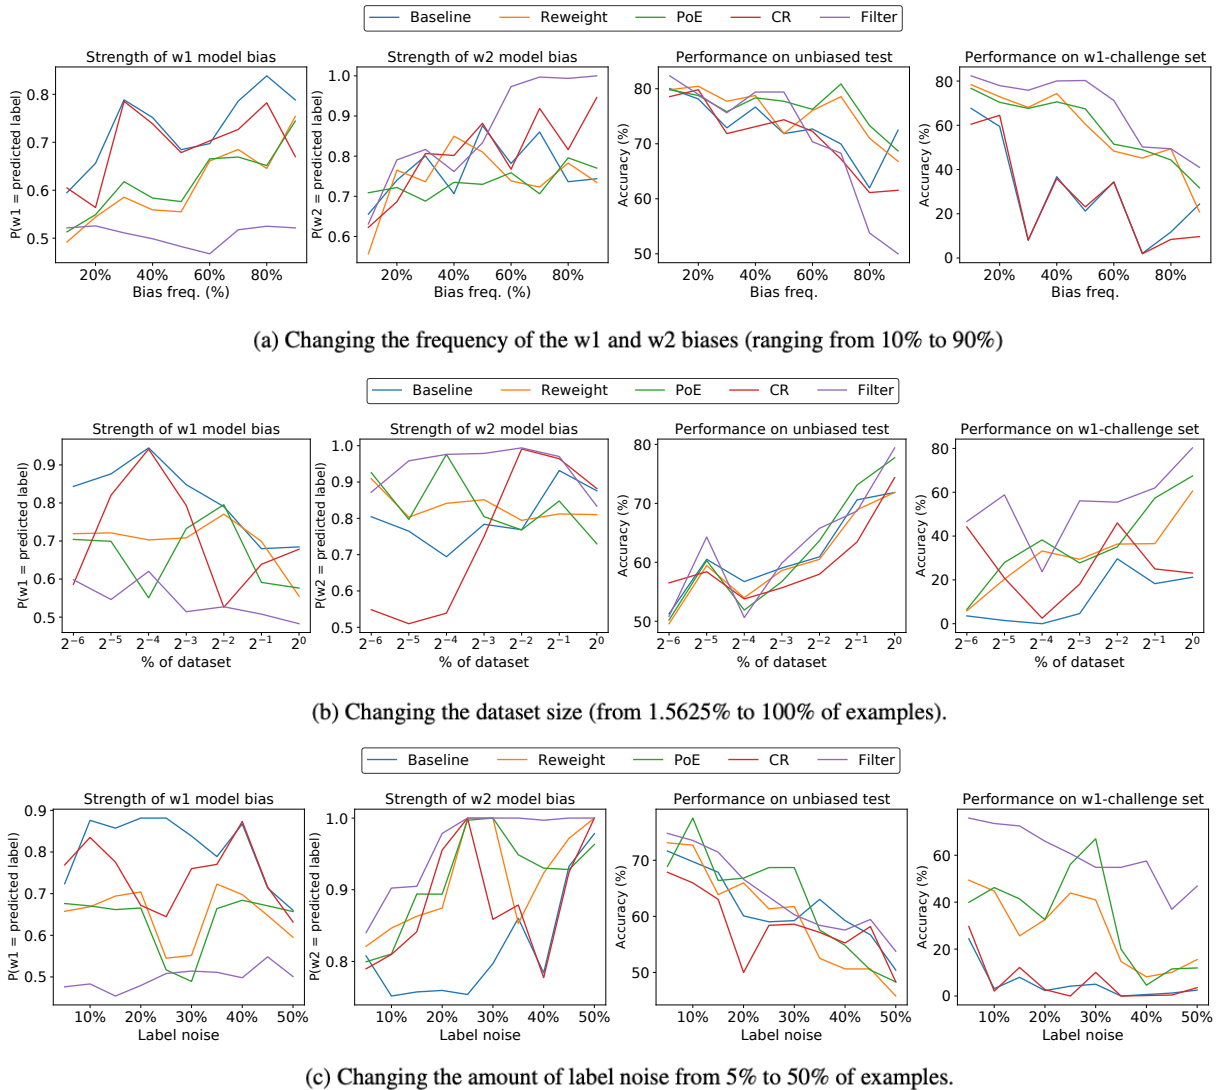 Baseline Reweight PoE CR Filter
Strength of w1 model bias
P(w1 = predicted label)
0.8
0.7
0.6
0.5
20% 40% 60% 80%
Bias freq. (%)
Strength of w2 model bias
P(w2 = predicted label)
1.0
0.9
0.8
0.7
0.6
20% 40% 60% 80%
Bias freq. (%)
Performance on unbiased test
Accuracy (%)
80
70
60
50
20% 40% 60% 80%
Bias freq.
Performance on w1-challenge set
Accuracy (%)
80
60
40
20
0
20% 40% 60% 80%
Bias freq.
(a) Changing the frequency of the w1 and w2 biases (ranging from 10% to 90%)
Baseline Reweight PoE CR Filter
Strength of w1 model bias
P(w1 = predicted label)
0.9
0.8
0.7
0.6
0.5
2⁻⁶ 2⁻⁵ 2⁻⁴ 2⁻³ 2⁻² 2⁻¹ 2⁰
% of dataset
Strength of w2 model bias
P(w2 = predicted label)
1.0
0.9
0.8
0.7
0.6
0.5
2⁻⁶ 2⁻⁵ 2⁻⁴ 2⁻³ 2⁻² 2⁻¹ 2⁰
% of dataset
Performance on unbiased test
Accuracy (%)
80
70
60
50
2⁻⁶ 2⁻⁵ 2⁻⁴ 2⁻³ 2⁻² 2⁻¹ 2⁰
% of dataset
Performance on w1-challenge set
Accuracy (%)
80
60
40
20
0
2⁻⁶ 2⁻⁵ 2⁻⁴ 2⁻³ 2⁻² 2⁻¹ 2⁰
% of dataset
(b) Changing the dataset size (from 1.5625% to 100% of examples).
Baseline Reweight PoE CR Filter
Strength of w1 model bias
P(w1 = predicted label)
0.9
0.8
0.7
0.6
0.5
10% 20% 30% 40% 50%
Label noise
Strength of w2 model bias
P(w2 = predicted label)
1.0
0.9
0.8
10% 20% 30% 40% 50%
Label noise
Performance on unbiased test
Accuracy (%)
70
60
50
10% 20% 30% 40% 50%
Label noise
Performance on w1-challenge set
Accuracy (%)
60
40
20
0
10% 20% 30% 40% 50%
Label noise
(c) Changing the amount of label noise from 5% to 50% of examples.